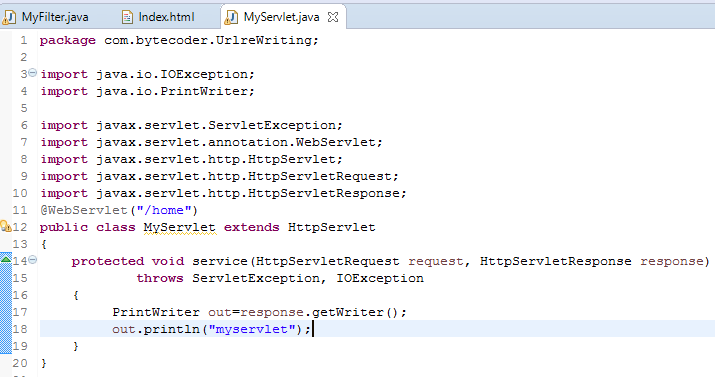 MyFilter.java Index.html MyServlet.java
1 package com.bytecoder.UrlreWriting;
2
3 import java.io.IOException;
4 import java.io.PrintWriter;
5
6 import javax.servlet.ServletException;
7 import javax.servlet.annotation.WebServlet;
8 import javax.servlet.http.HttpServlet;
9 import javax.servlet.http.HttpServletRequest;
10 import javax.servlet.http.HttpServletResponse;
11 @WebServlet("/home")
12 public class MyServlet extends HttpServlet
13 {
14     protected void service(HttpServletRequest request, HttpServletResponse response)
15             throws ServletException, IOException
16     {
17          PrintWriter out=response.getWriter();
18          out.println("myservlet");
19     }
20 }